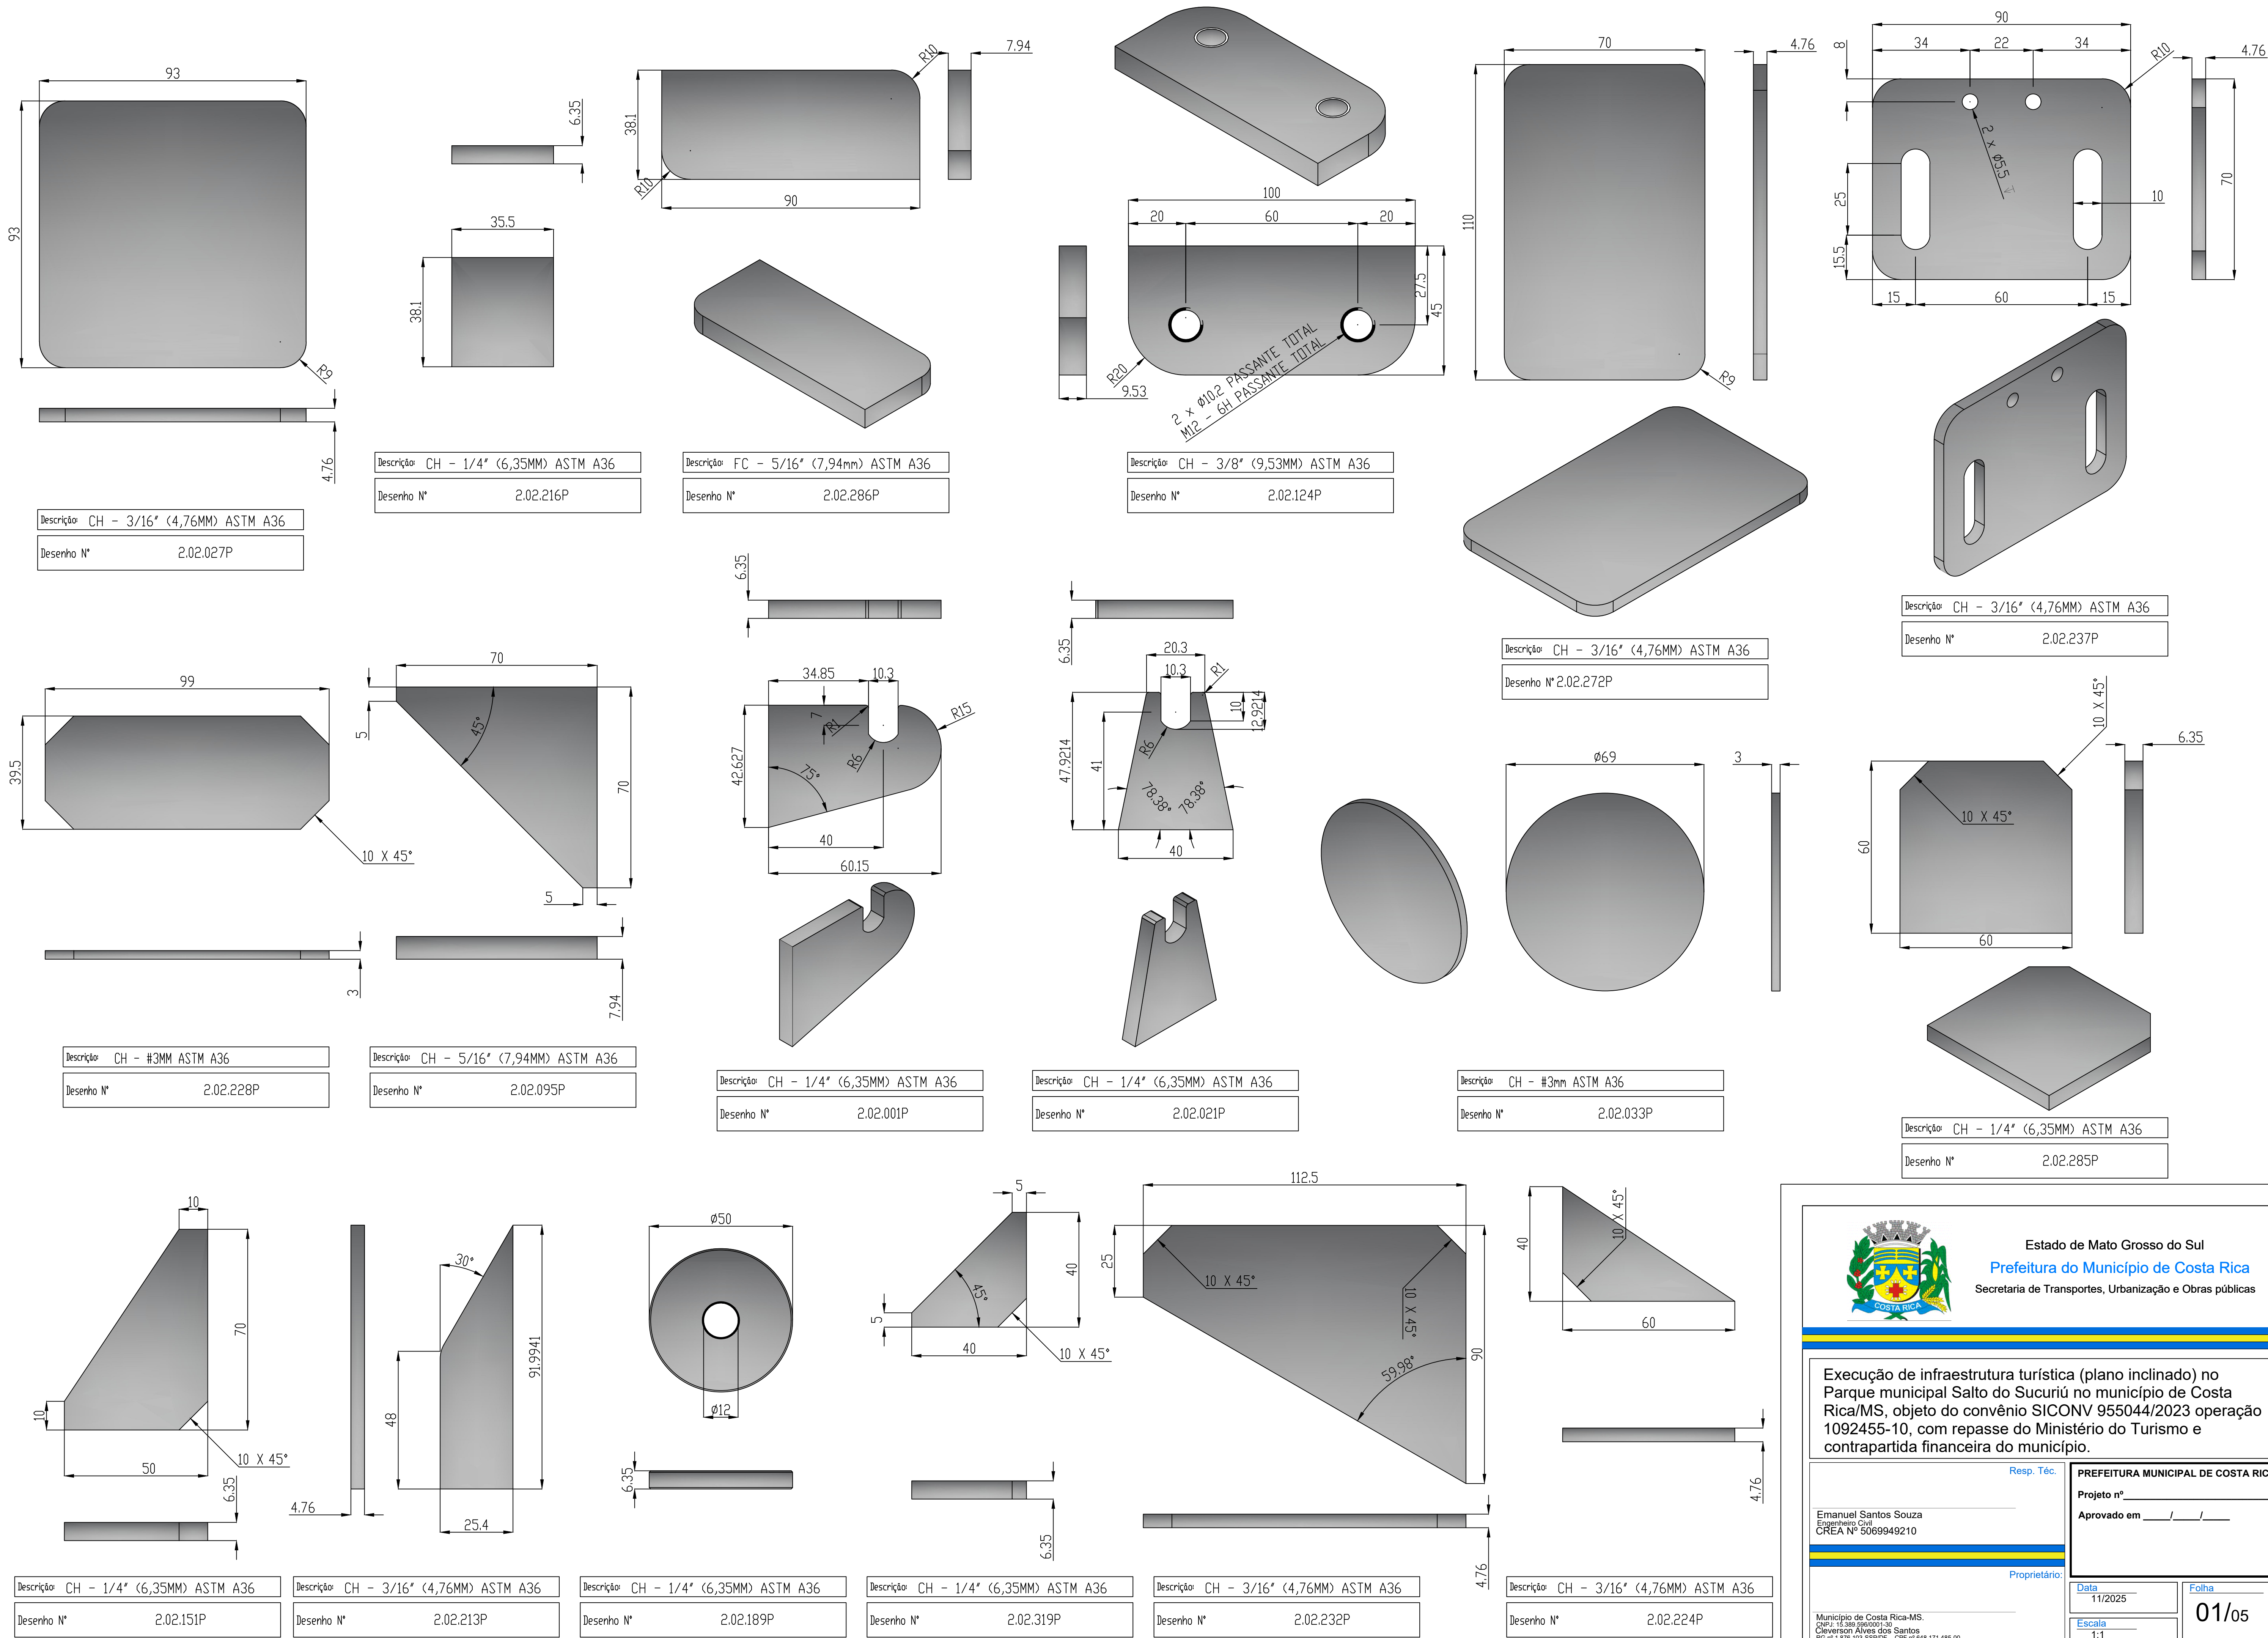 93
93
R9
4.76
Descrição: CH - 3/16" (4,76MM) ASTM A36
Desenho N° 2.02.027P
6.35
35.5
38.1
Descrição: CH - 1/4" (6,35MM) ASTM A36
Desenho N° 2.02.216P
R10
7.94
38.1
R10
90
Descrição: FC - 5/16" (7,94mm) ASTM A36
Desenho N° 2.02.286P
100
20 60 20
27.5
45
R20
9.53
2 x Ø10.2 PASSANTE TOTAL
M12 - 6H PASSANTE TOTAL
Descrição: CH - 3/8" (9,53MM) ASTM A36
Desenho N° 2.02.124P
70
4.76
110
R9
Descrição: CH - 3/16" (4,76MM) ASTM A36
Desenho N° 2.02.272P
90
34 22 34
8
R10
4.76
2 x Ø5.5
25
10
70
15.5
15 60 15
Descrição: CH - 3/16" (4,76MM) ASTM A36
Desenho N° 2.02.237P
99
39.5
10 X 45°
3
Descrição: CH - #3MM ASTM A36
Desenho N° 2.02.228P
70
5
45°
70
5
7.94
Descrição: CH - 5/16" (7,94MM) ASTM A36
Desenho N° 2.02.095P
6.35
34.85 10.3
7
R1
R15
R6
42.627
75°
40
60.15
Descrição: CH - 1/4" (6,35MM) ASTM A36
Desenho N° 2.02.001P
6.35
20.3
10.3
R1
10
12.9214
R6
47.9214
41
78.38° 78.38°
40
Descrição: CH - 1/4" (6,35MM) ASTM A36
Desenho N° 2.02.021P
Ø69
3
Descrição: CH - #3mm ASTM A36
Desenho N° 2.02.033P
10 X 45°
6.35
10 X 45°
60
60
Descrição: CH - 1/4" (6,35MM) ASTM A36
Desenho N° 2.02.285P
10
70
10
10 X 45°
50
6.35
Descrição: CH - 1/4" (6,35MM) ASTM A36
Desenho N° 2.02.151P
30°
91.9941
48
4.76
25.4
Descrição: CH - 3/16" (4,76MM) ASTM A36
Desenho N° 2.02.213P
Ø50
Ø12
6.35
Descrição: CH - 1/4" (6,35MM) ASTM A36
Desenho N° 2.02.189P
5
45°
40
5
40
10 X 45°
6.35
Descrição: CH - 1/4" (6,35MM) ASTM A36
Desenho N° 2.02.319P
112.5
25
10 X 45°
10 X 45°
59.98°
90
4.76
Descrição: CH - 3/16" (4,76MM) ASTM A36
Desenho N° 2.02.232P
40
10 X 45°
60
4.76
Descrição: CH - 3/16" (4,76MM) ASTM A36
Desenho N° 2.02.224P
COSTA RICA
Estado de Mato Grosso do Sul
Prefeitura do Município de Costa Rica
Secretaria de Transportes, Urbanização e Obras públicas
Execução de infraestrutura turística (plano inclinado) no
Parque municipal Salto do Sucuriú no município de Costa
Rica/MS, objeto do convênio SICONV 955044/2023 operação
1092455-10, com repasse do Ministério do Turismo e
contrapartida financeira do município.
Resp. Téc.
Emanuel Santos Souza
Engenheiro Civil
CREA Nº 5069949210
PREFEITURA MUNICIPAL DE COSTA RIC
Projeto nº
Aprovado em ____/____/____
Proprietário:
Município de Costa Rica-MS.
CNPJ: 15.389.596/0001-30
Cleverson Alves dos Santos
Data
11/2025
Escala
1:1
Folha
01/05